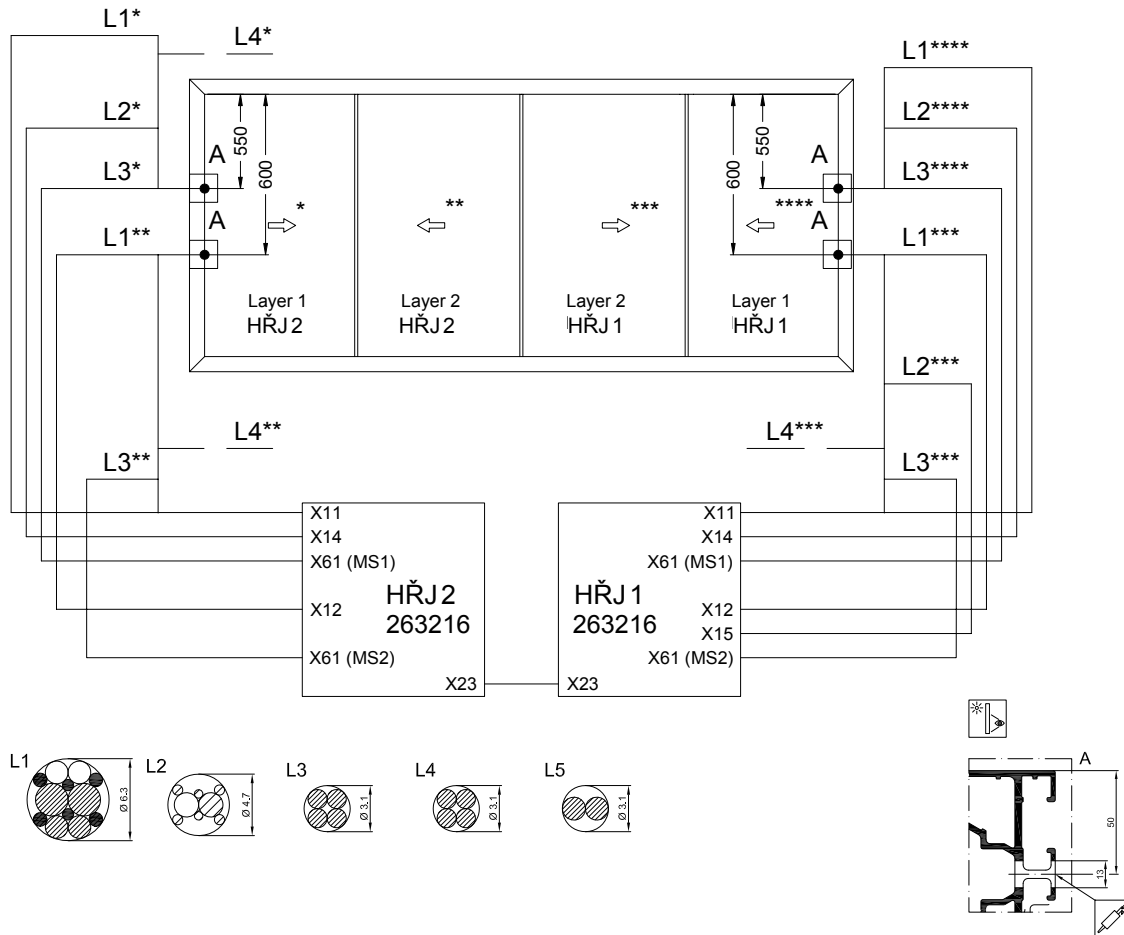 L1*
L4*
L1****
L2*
L2****
L3*
A
550
600
600
550
A
L3****
*
**
***
****
L1**
A
A
L1***
Layer 1
HŘJ 2
Layer 2
HŘJ 2
Layer 2
HŘJ 1
Layer 1
HŘJ 1
L2***
L4**
L4***
L3**
L3***
X11
X14
X61 (MS1)
X12
X61 (MS2)
X23
HŘJ 2
263216
X11
X14
X61 (MS1)
X12
X15
X61 (MS2)
X23
HŘJ 1
263216
L1
Ø 6.3
L2
Ø 4.7
L3
Ø 3.1
L4
Ø 3.1
L5
Ø 3.1
A
50
13